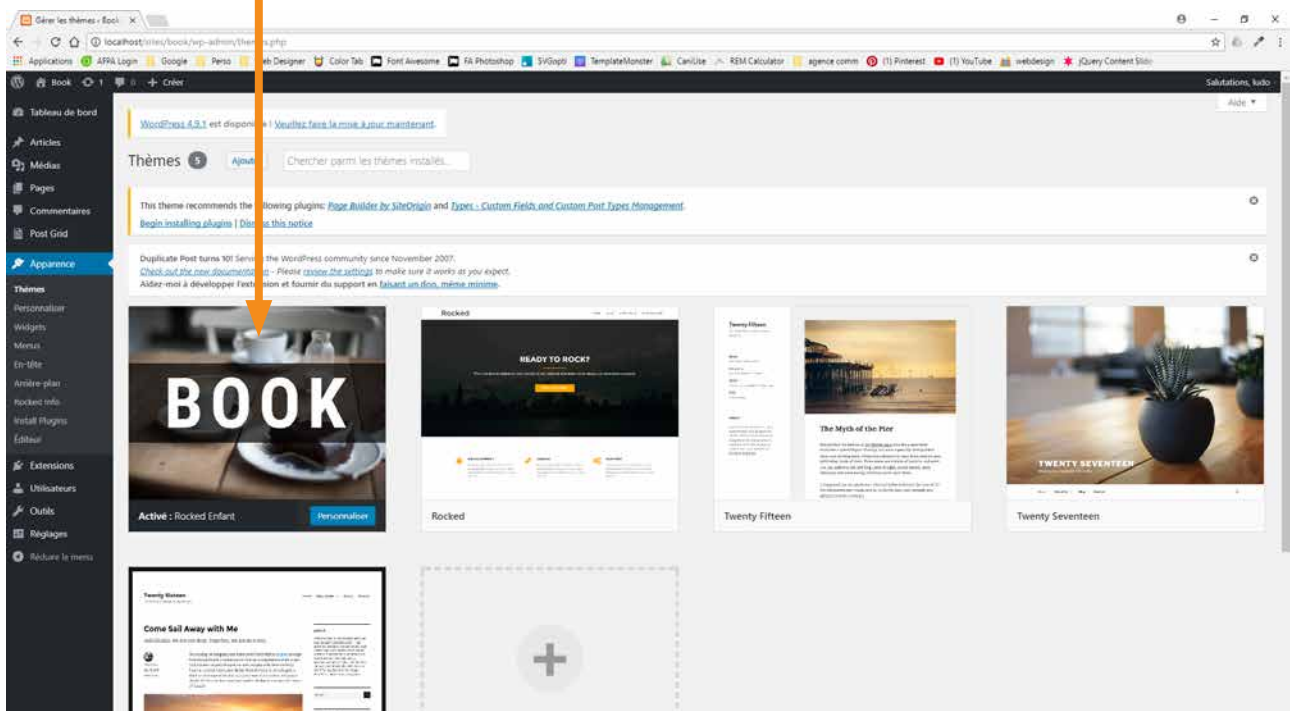 Gérer les thèmes ‹ Book
localhost/sites/book/wp-admin/themes.php
Applications AFPA Login Google Perso Web Designer Color Tab Font Awesome FA Photoshop SVGopti TemplateMonster CaniUse REM Calculator agence comm (1) Pinterest (1) YouTube webdesign jQuery Content Slide
Book 1 0 + Créer
Salutations, ludo
Aide
Tableau de bord
Articles
Médias
Pages
Commentaires
Post Grid
Apparence
Thèmes
Personnaliser
Widgets
Menus
En-tête
Arrière-plan
Rocked Info
Install Plugins
Éditeur
Extensions
Utilisateurs
Outils
Réglages
Réduire le menu
WordPress 4.9.1 est disponible ! Veuillez faire la mise à jour maintenant.
Thèmes 5 Ajouter Chercher parmi les thèmes installés...
This theme recommends the following plugins: Page Builder by SiteOrigin and Types - Custom Fields and Custom Post Types Management.
Begin installing plugins | Dismiss this notice
Duplicate Post turns 10! Serving the WordPress community since November 2007.
Check out the new documentation - Please review the settings to make sure it works as you expect.
Aidez-moi à développer l'extension et fournir du support en faisant un don, même minime.
BOOK
Activé : Rocked Enfant Personnaliser
Rocked
READY TO ROCK?
Rocked
Twenty Fifteen
The Myth of the Pier
Twenty Fifteen
TWENTY SEVENTEEN
Twenty Seventeen
Twenty Sixteen
Come Sail Away with Me